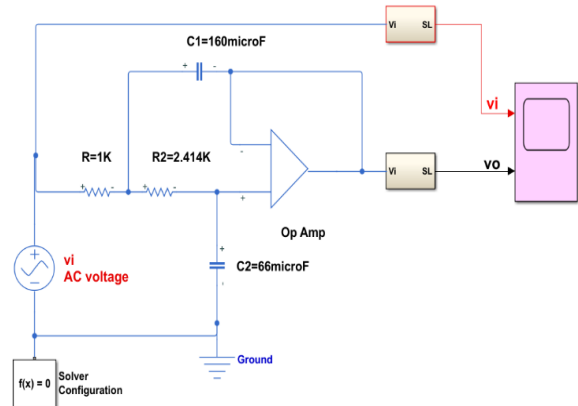 Vi SL
C1=160microF
+ -
vi
R=1K
R2=2.414K
+ -
+ -
-
+
Vi SL
vo
Op Amp
+
-
vi
AC voltage
+
-
C2=66microF
Ground
f(x) = 0
Solver
Configuration